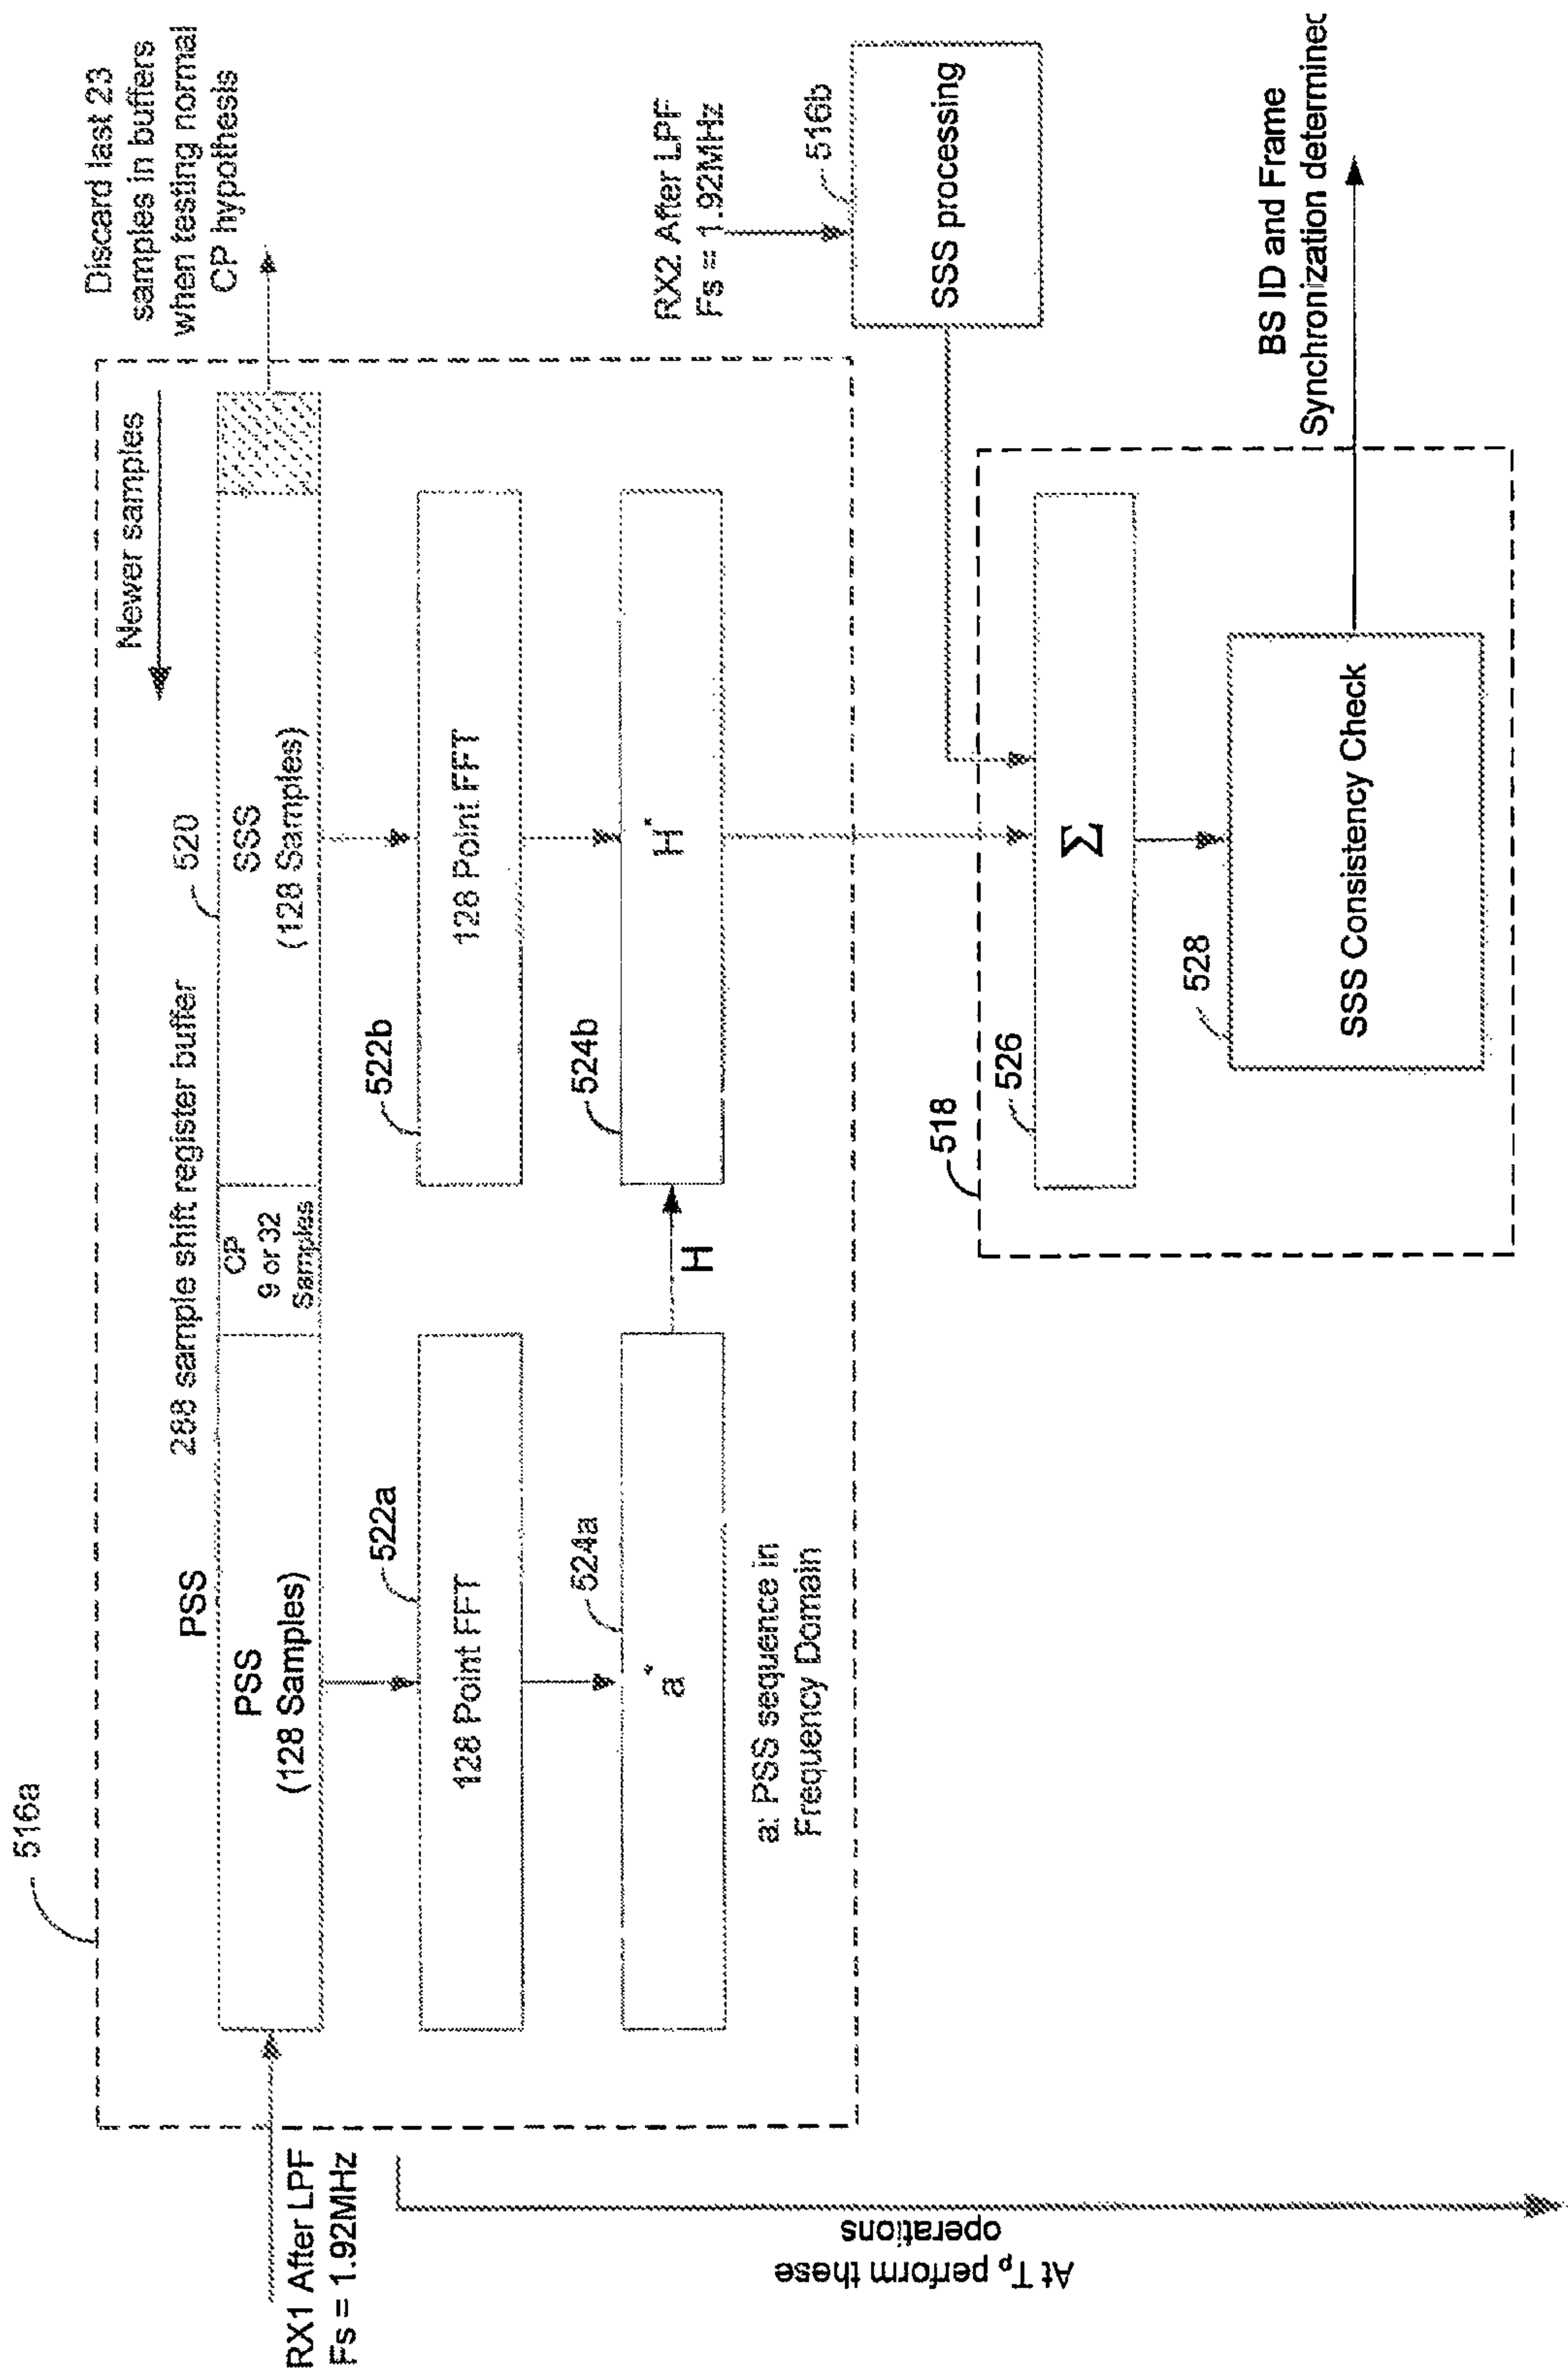 516a
RX1 After LPF
Fs = 1.92MHz
PSS
288 sample shift register buffer
520
Newer samples
Discard last 23
samples in buffers
when testing normal
CP hypothesis
PSS
(128 Samples)
CP
9 or 32
Samples
SSS
(128 Samples)
522a
128 Point FFT
522b
128 Point FFT
524a
a*
H
524b
H*
a: PSS sequence in
Frequency Domain
At Tp perform these
operations
RX2 After LPF
Fs = 1.92MHz
516b
SSS processing
518
526
Σ
528
SSS Consistency Check
BS ID and Frame
Synchronization determined